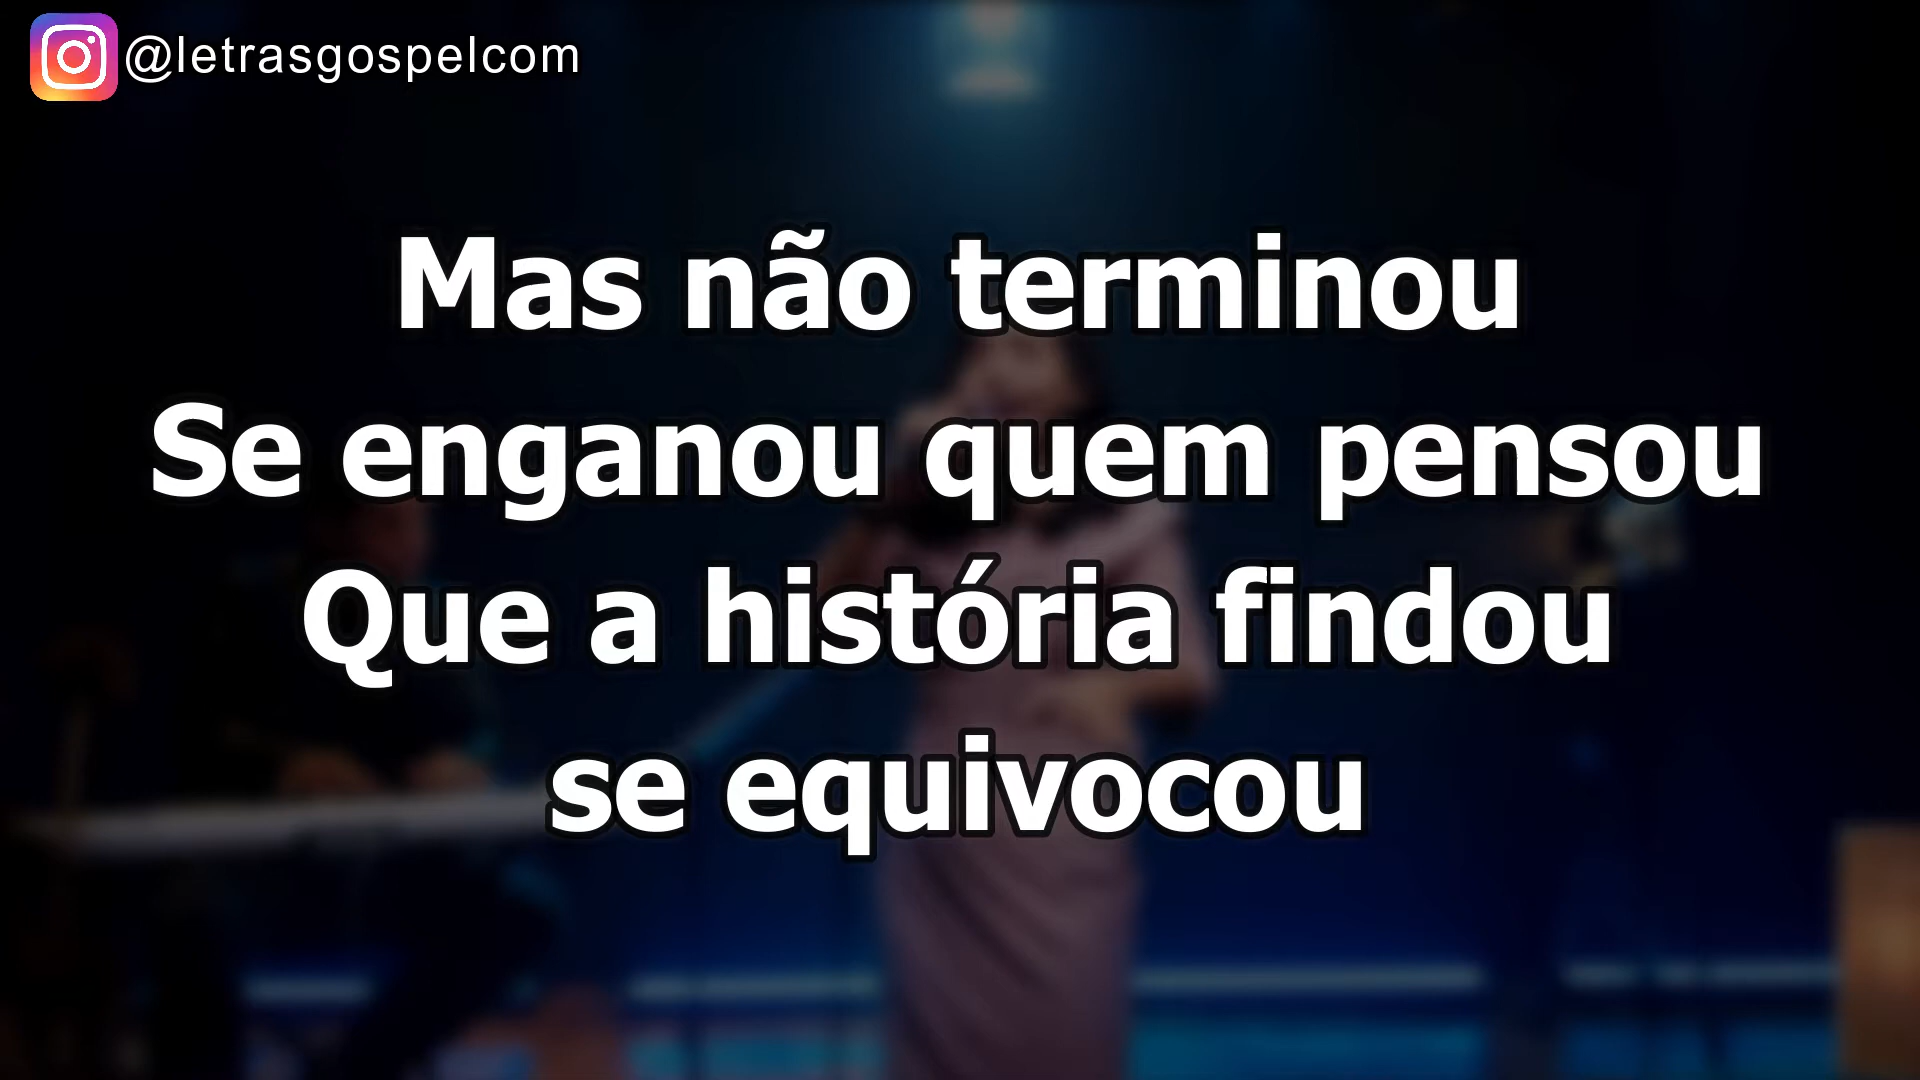 @letrasgospelcom
Mas não terminou
Se enganou quem pensou
Que a história findou
se equivocou